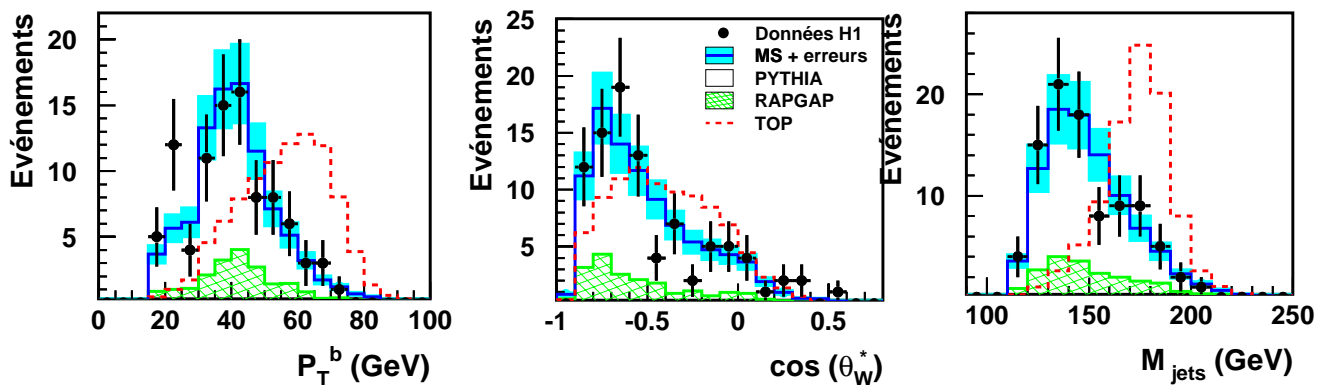 Evénements
20
15
10
5
0 20 40 60 80 100
P_T^b (GeV)
Evénements
25
20
15
10
5
0
-1 -0.5 0 0.5
cos (θ_W^*)
Données H1
MS + erreurs
PYTHIA
RAPGAP
TOP
Evénements
20
10
100 150 200 250
M_jets (GeV)